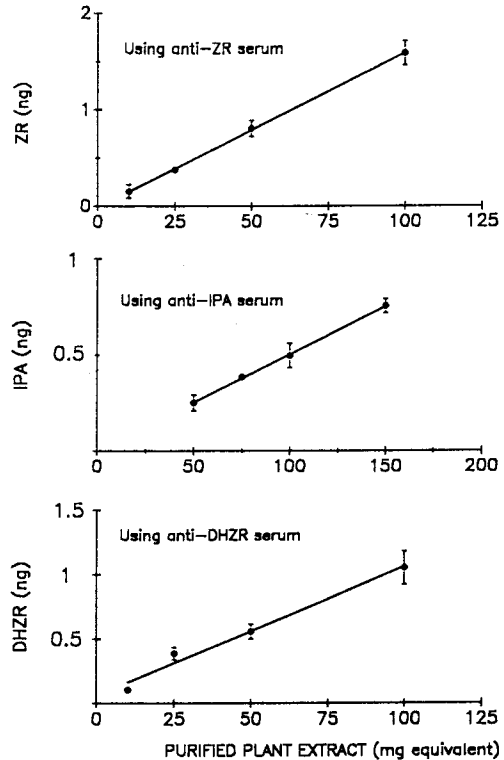 2
Using anti-ZR serum
ZR (ng)
1
0
0 25 50 75 100 125
1
Using anti-IPA serum
IPA (ng)
0.5
0 50 100 150 200
1.5
Using anti-DHZR serum
DHZR (ng)
1
0.5
0 25 50 75 100 125
PURIFIED PLANT EXTRACT (mg equivalent)